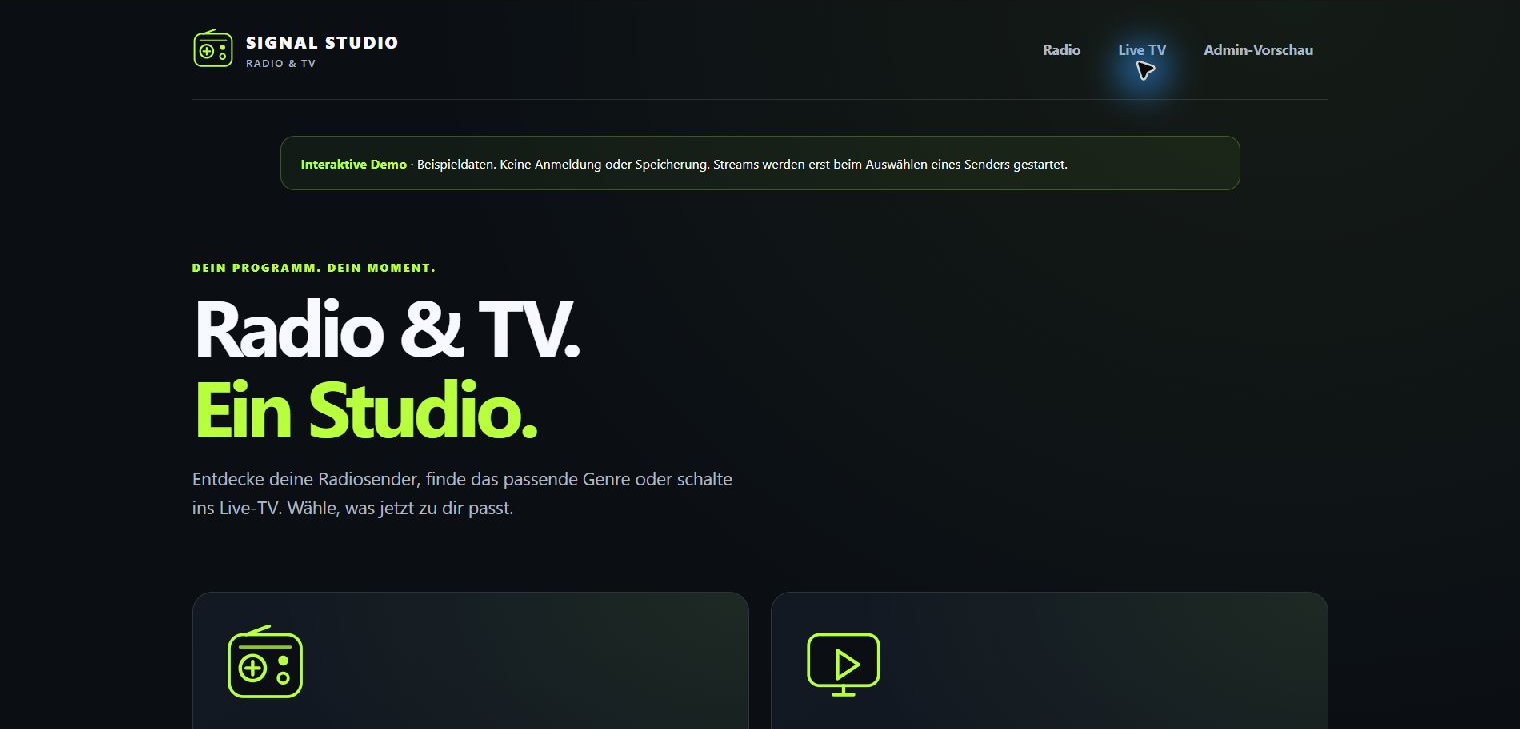 SIGNAL STUDIO
RADIO & TV
Radio
Live TV
Admin-Vorschau
Interaktive Demo · Beispieldaten. Keine Anmeldung oder Speicherung. Streams werden erst beim Auswählen eines Senders gestartet.
DEIN PROGRAMM. DEIN MOMENT.
Radio & TV.
Ein Studio.
Entdecke deine Radiosender, finde das passende Genre oder schalte
ins Live-TV. Wähle, was jetzt zu dir passt.